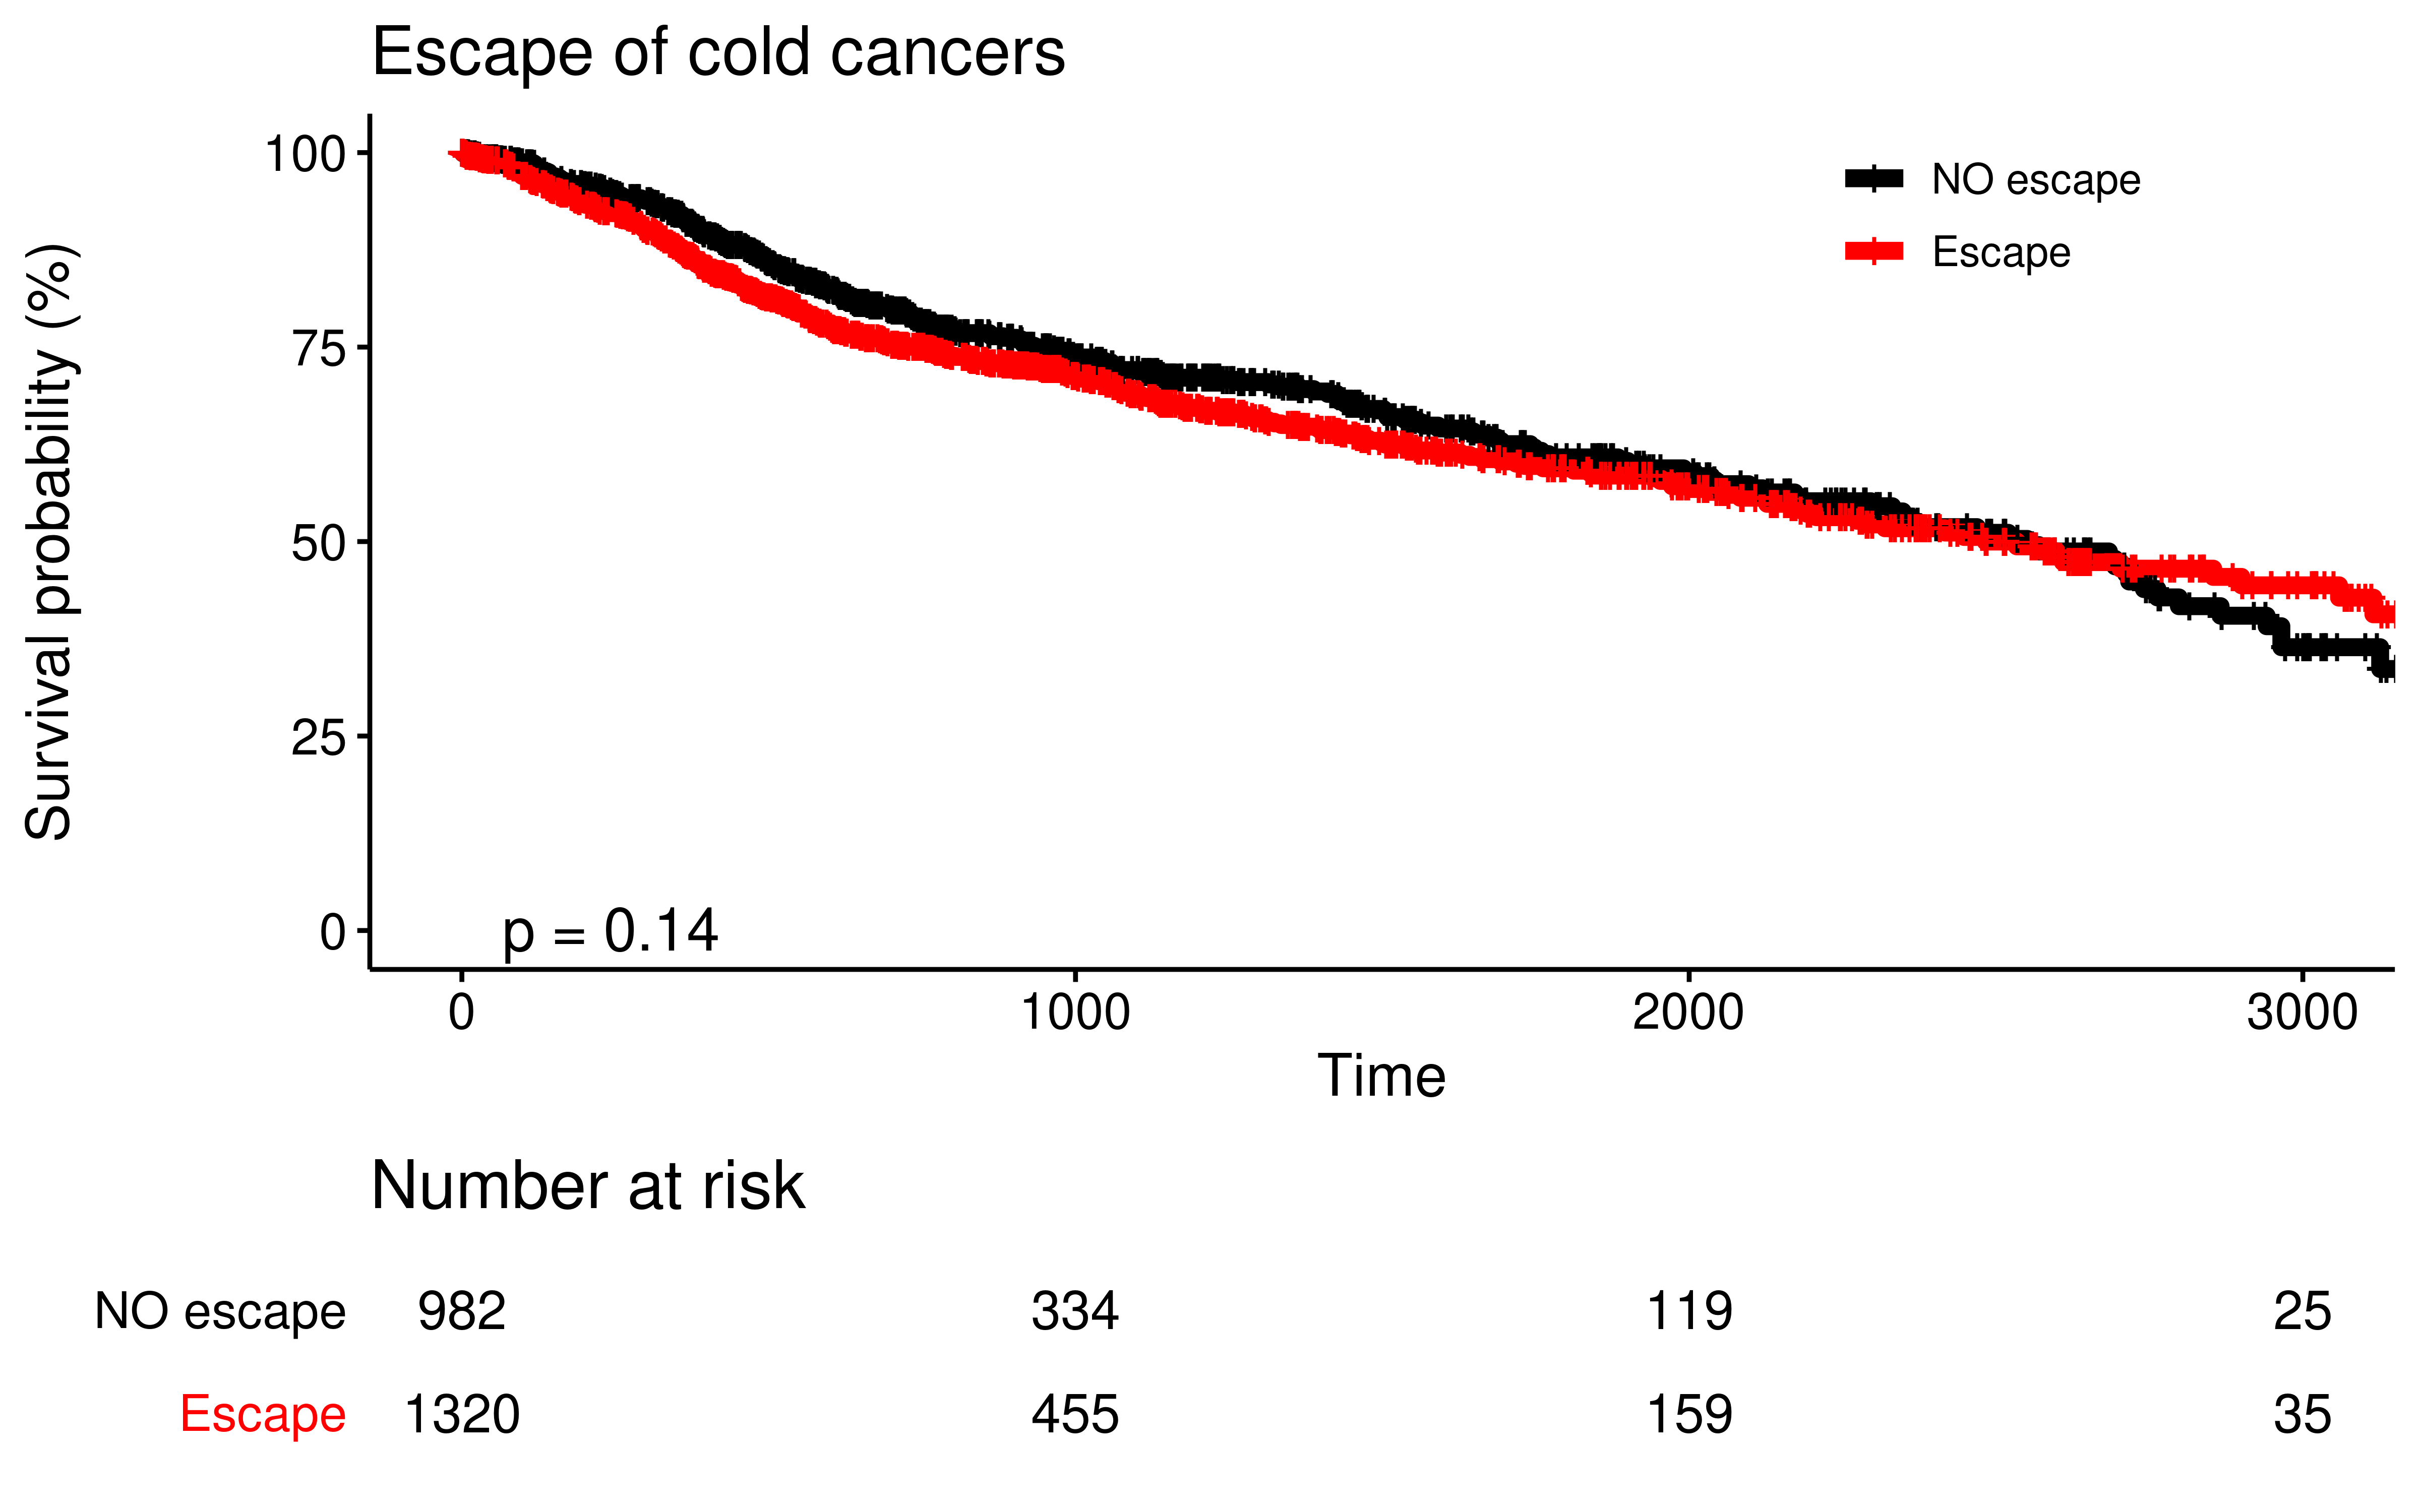 Escape of cold cancers
Survival probability (%)
100
75
50
25
0
NO escape
Escape
p = 0.14
0 1000 2000 3000
Time
Number at risk
NO escape 982 334 119 25
Escape 1320 455 159 35